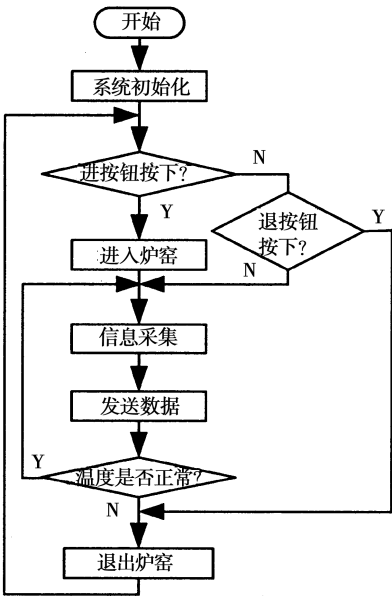 开始
系统初始化
进按钮按下?
N
Y
退按钮
按下?
Y
进入炉窑
N
信息采集
发送数据
Y
温度是否正常?
N
退出炉窑